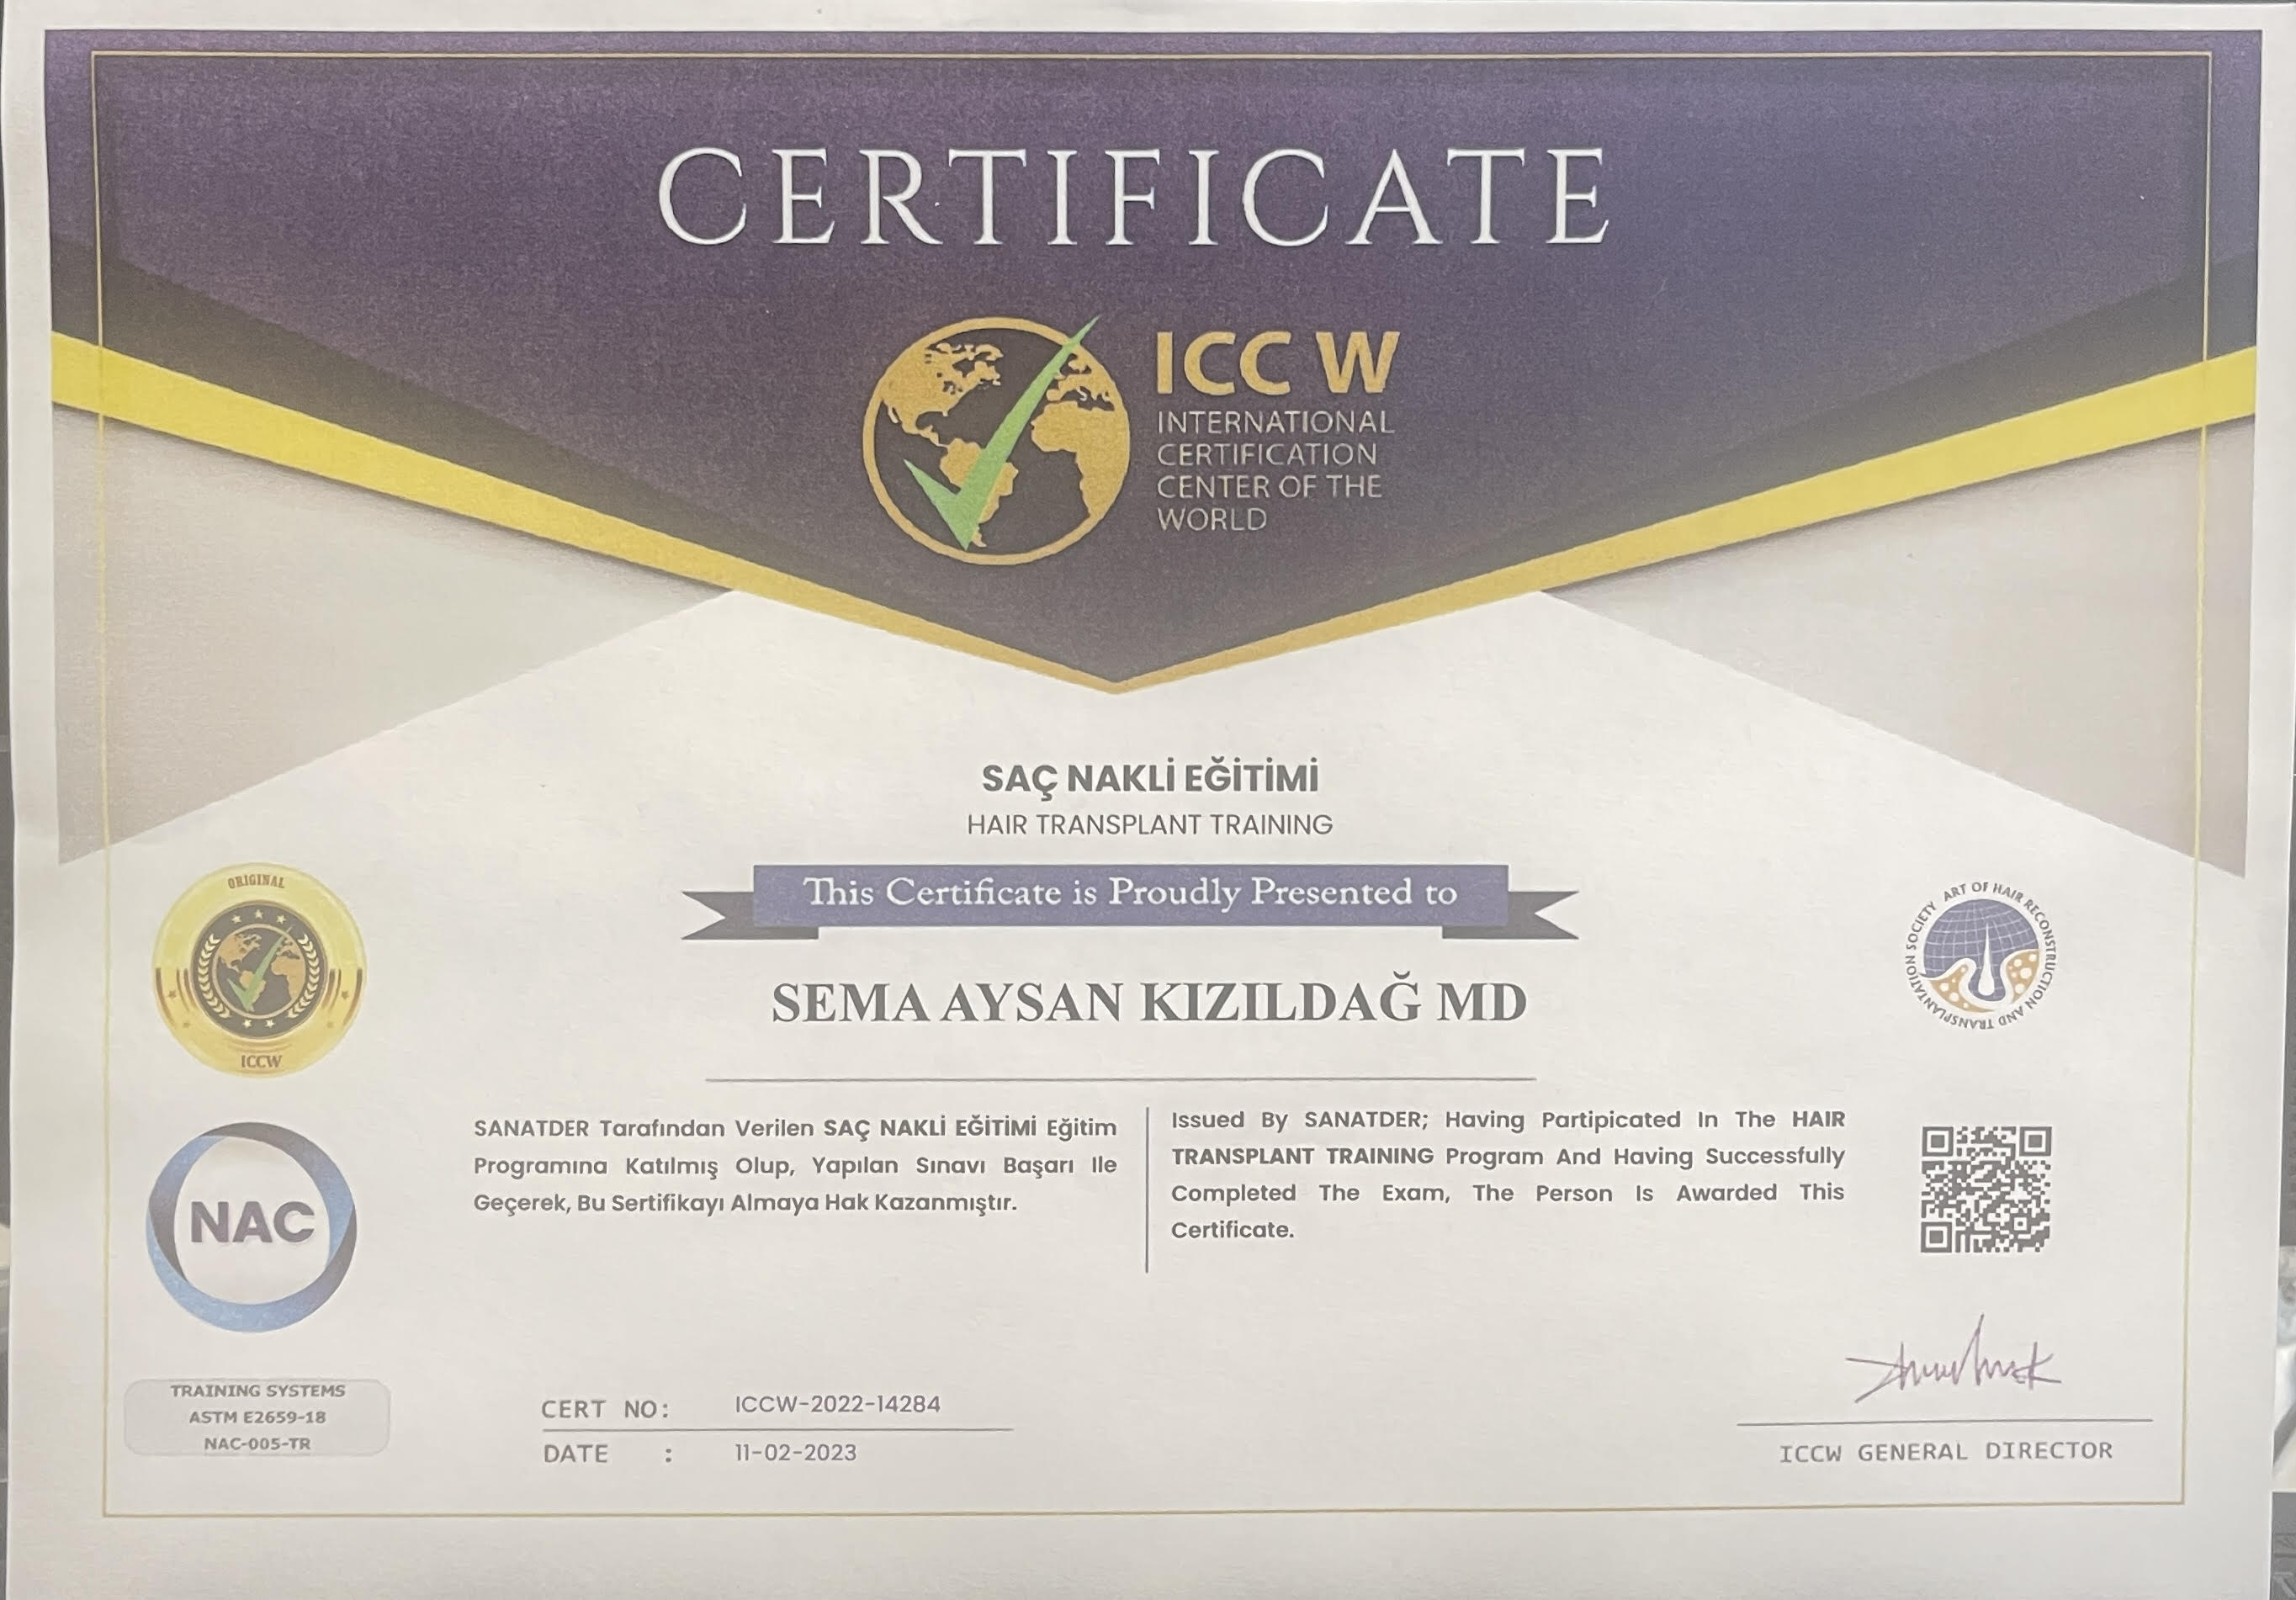 CERTIFICATE
ICCW
INTERNATIONAL
CERTIFICATION
CENTER OF THE
WORLD
SAÇ NAKLİ EĞİTİMİ
HAIR TRANSPLANT TRAINING
This Certificate is Proudly Presented to
SEMA AYSAN KIZILDAĞ MD
ORIGINAL
ICCW
ART OF HAIR RECONSTRUCTION AND TRANSPLANTATION SOCIETY
NAC
SANATDER Tarafından Verilen SAÇ NAKLİ EĞİTİMİ Eğitim
Programına Katılmış Olup, Yapılan Sınavı Başarı Ile
Geçerek, Bu Sertifikayı Almaya Hak Kazanmıştır.
Issued By SANATDER; Having Partipicated In The HAIR
TRANSPLANT TRAINING Program And Having Successfully
Completed The Exam, The Person Is Awarded This
Certificate.
TRAINING SYSTEMS
ASTM E2659-18
NAC-005-TR
CERT NO: ICCW-2022-14284
DATE : 11-02-2023
ICCW GENERAL DIRECTOR